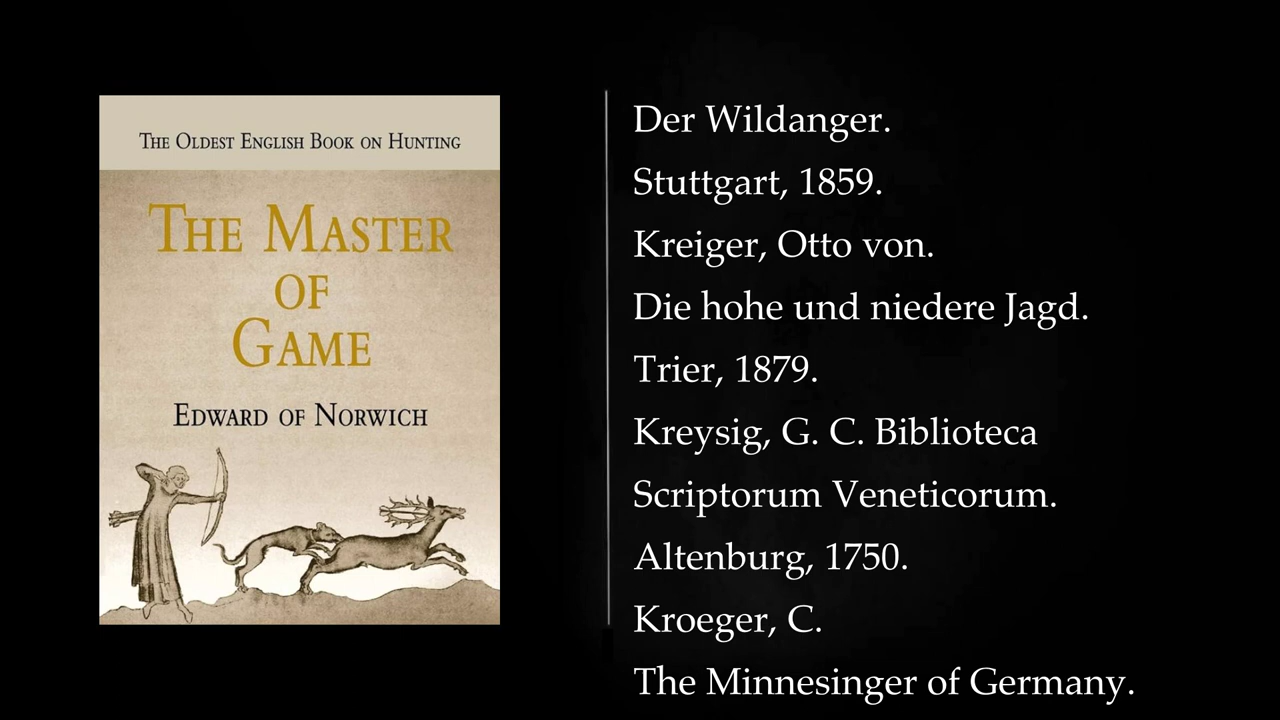 THE OLDEST ENGLISH BOOK ON HUNTING
THE MASTER
OF
GAME
EDWARD OF NORWICH
Der Wildanger.
Stuttgart, 1859.
Kreiger, Otto von.
Die hohe und niedere Jagd.
Trier, 1879.
Kreysig, G. C. Biblioteca
Scriptorum Veneticorum.
Altenburg, 1750.
Kroeger, C.
The Minnesinger of Germany.